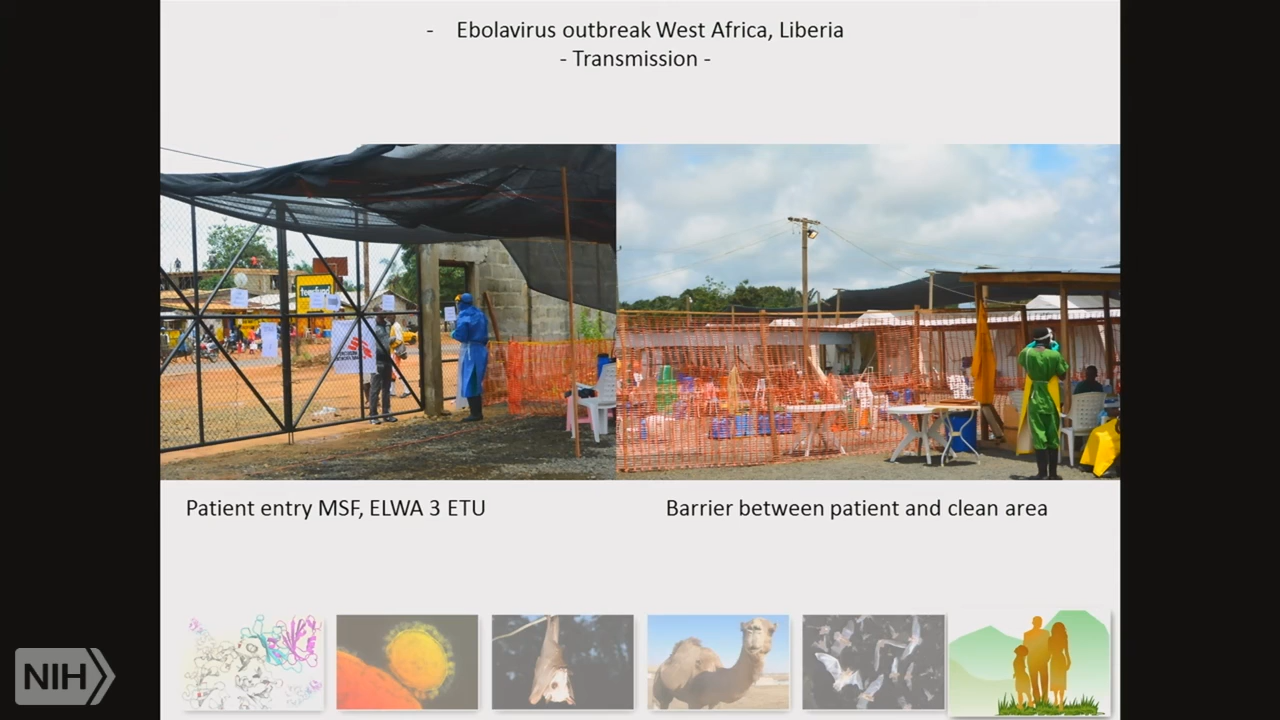 - Ebolavirus outbreak West Africa, Liberia
- Transmission -
Patient entry MSF, ELWA 3 ETU
Barrier between patient and clean area
NIH